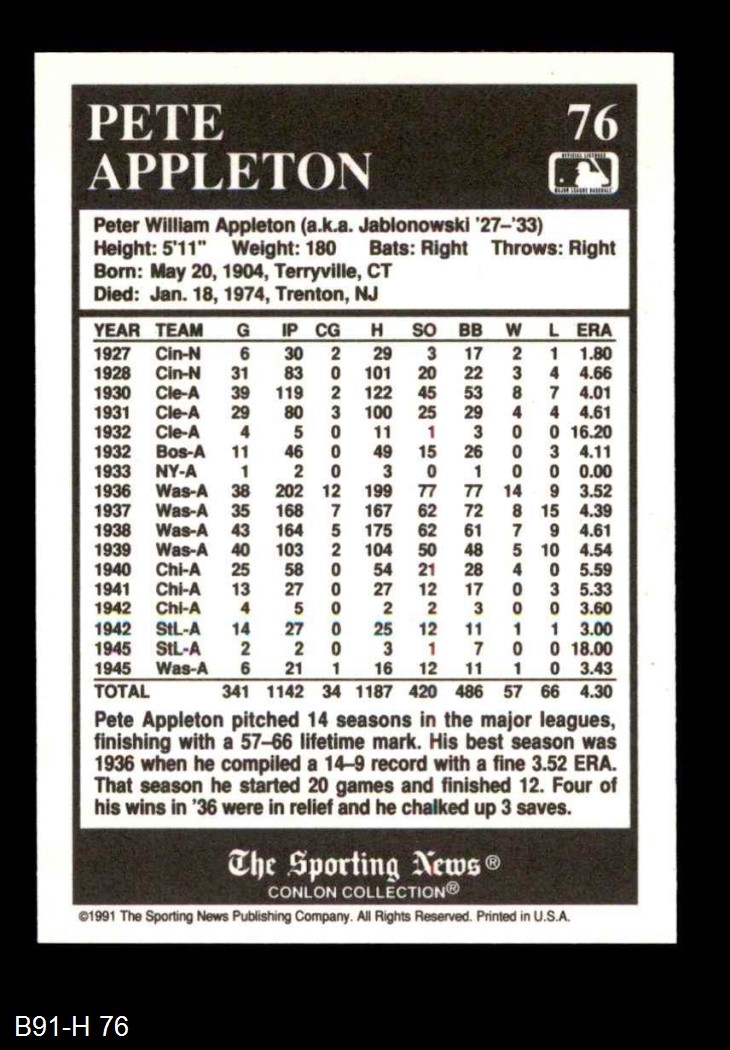 PETE
76
APPLETON
OFFICIAL LICENSEE
MAJOR LEAGUE BASEBALL
Peter William Appleton (a.k.a. Jablonowski '27–'33)
Height: 5'11" Weight: 180 Bats: Right Throws: Right
Born: May 20, 1904, Terryville, CT
Died: Jan. 18, 1974, Trenton, NJ
YEAR TEAM G IP CG H SO BB W L ERA
1927 Cin-N 6 30 2 29 3 17 2 1 1.80
1928 Cin-N 31 83 0 101 20 22 3 4 4.66
1930 Cle-A 39 119 2 122 45 53 8 7 4.01
1931 Cle-A 29 80 3 100 25 29 4 4 4.61
1932 Cle-A 4 5 0 11 1 3 0 0 16.20
1932 Bos-A 11 46 0 49 15 26 0 3 4.11
1933 NY-A 1 2 0 3 0 1 0 0 0.00
1936 Was-A 38 202 12 199 77 77 14 9 3.52
1937 Was-A 35 168 7 167 62 72 8 15 4.39
1938 Was-A 43 164 5 175 62 61 7 9 4.61
1939 Was-A 40 103 2 104 50 48 5 10 4.54
1940 Chi-A 25 58 0 54 21 28 4 0 5.59
1941 Chi-A 13 27 0 27 12 17 0 3 5.33
1942 Chi-A 4 5 0 2 2 3 0 0 3.60
1942 StL-A 14 27 0 25 12 11 1 1 3.00
1945 StL-A 2 2 0 3 1 7 0 0 18.00
1945 Was-A 6 21 1 16 12 11 1 0 3.43
TOTAL 341 1142 34 1187 420 486 57 66 4.30
Pete Appleton pitched 14 seasons in the major leagues,
finishing with a 57–66 lifetime mark. His best season was
1936 when he compiled a 14–9 record with a fine 3.52 ERA.
That season he started 20 games and finished 12. Four of
his wins in '36 were in relief and he chalked up 3 saves.
The Sporting News®
CONLON COLLECTION®
©1991 The Sporting News Publishing Company. All Rights Reserved. Printed in U.S.A.
B91-H 76